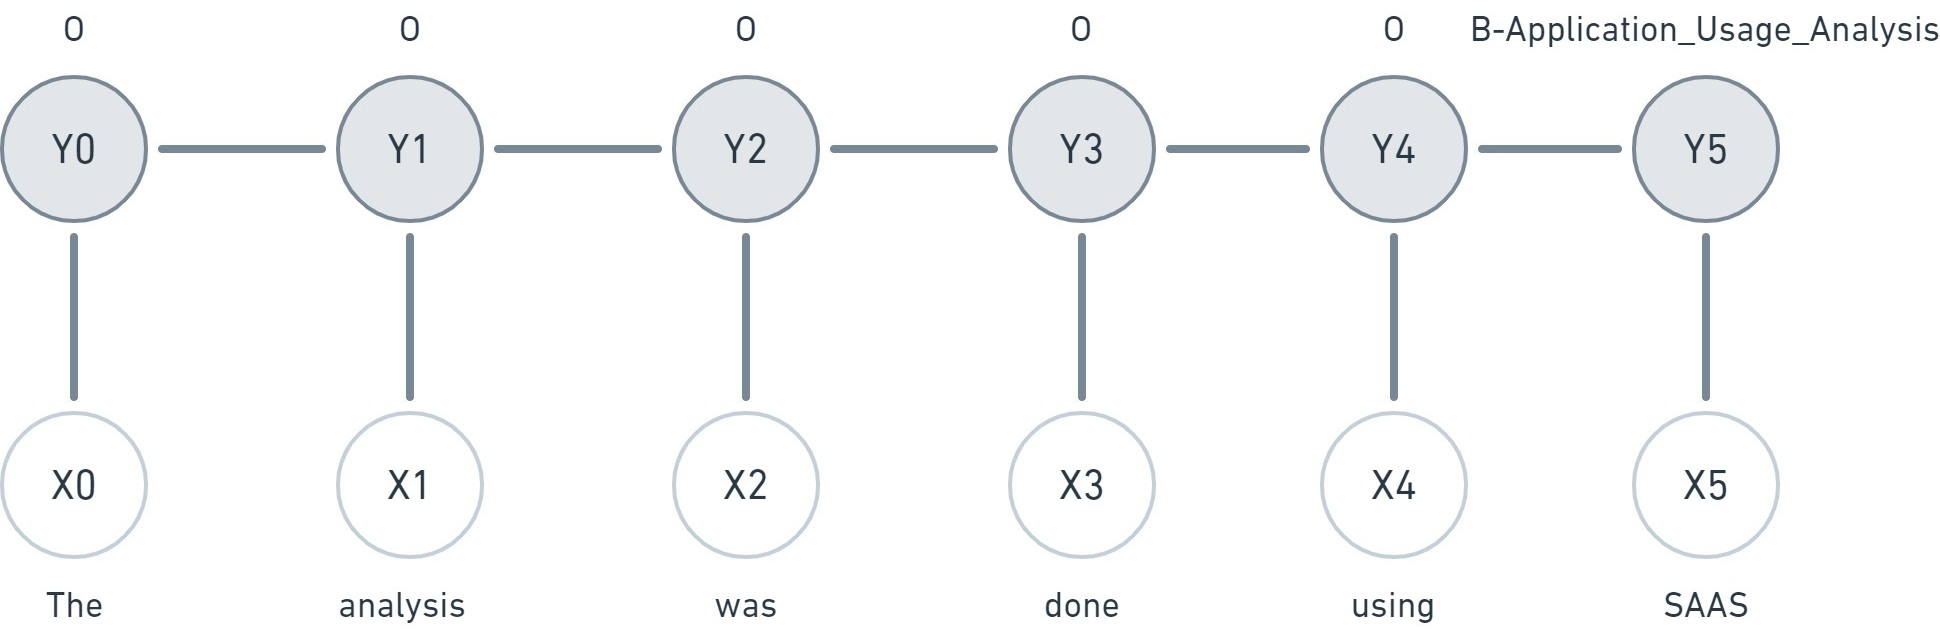 O O O O O B-Application_Usage_Analysis
Y0 Y1 Y2 Y3 Y4 Y5
X0 X1 X2 X3 X4 X5
The analysis was done using SAAS